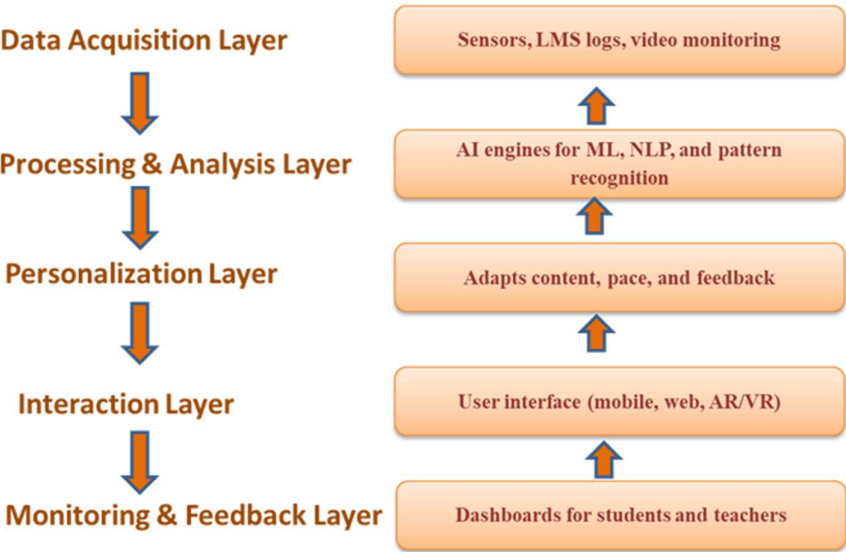 Data Acquisition Layer
Sensors, LMS logs, video monitoring
Processing & Analysis Layer
AI engines for ML, NLP, and pattern
recognition
Personalization Layer
Adapts content, pace, and feedback
Interaction Layer
User interface (mobile, web, AR/VR)
Monitoring & Feedback Layer
Dashboards for students and teachers